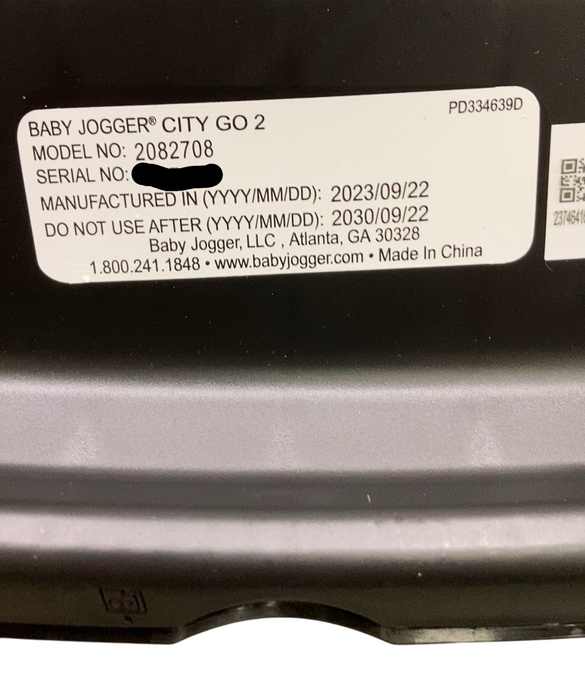 PD334639D
BABY JOGGER® CITY GO 2
MODEL NO: 2082708
SERIAL NO:
MANUFACTURED IN (YYYY/MM/DD): 2023/09/22
DO NOT USE AFTER (YYYY/MM/DD): 2030/09/22
Baby Jogger, LLC , Atlanta, GA 30328
1.800.241.1848 • www.babyjogger.com • Made In China